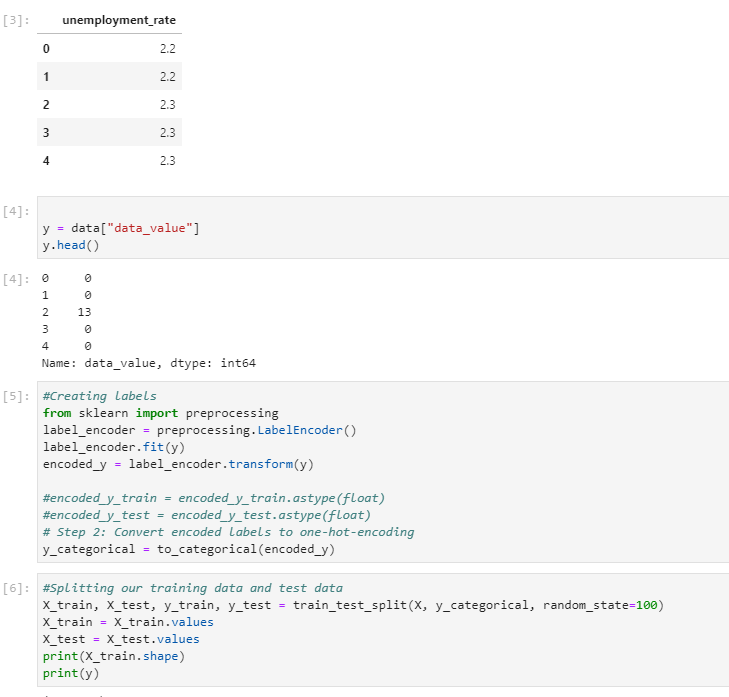 [3]: unemployment_rate
0 2.2
1 2.2
2 2.3
3 2.3
4 2.3
[4]:
y = data["data_value"]
y.head()
[4]: 0 0
1 0
2 13
3 0
4 0
Name: data_value, dtype: int64
[5]: #Creating labels
from sklearn import preprocessing
label_encoder = preprocessing.LabelEncoder()
label_encoder.fit(y)
encoded_y = label_encoder.transform(y)
#encoded_y_train = encoded_y_train.astype(float)
#encoded_y_test = encoded_y_test.astype(float)
# Step 2: Convert encoded labels to one-hot-encoding
y_categorical = to_categorical(encoded_y)
[6]: #Splitting our training data and test data
X_train, X_test, y_train, y_test = train_test_split(X, y_categorical, random_state=100)
X_train = X_train.values
X_test = X_test.values
print(X_train.shape)
print(y)